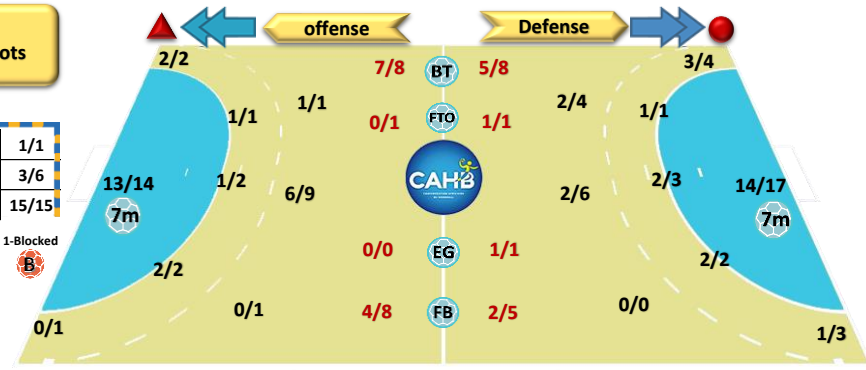 offense Defense
ots
2/2 7/8 BT 5/8 3/4
1/1 1/1 0/1 FTO 1/1 2/4 1/1
1/1
3/6
15/15
13/14 1/2 6/9 CAHB 2/6 2/3 14/17
7m 7m
1-Blocked
B
2/2 0/0 EG 1/1 2/2
0/1 0/1 4/8 FB 2/5 0/0 1/3